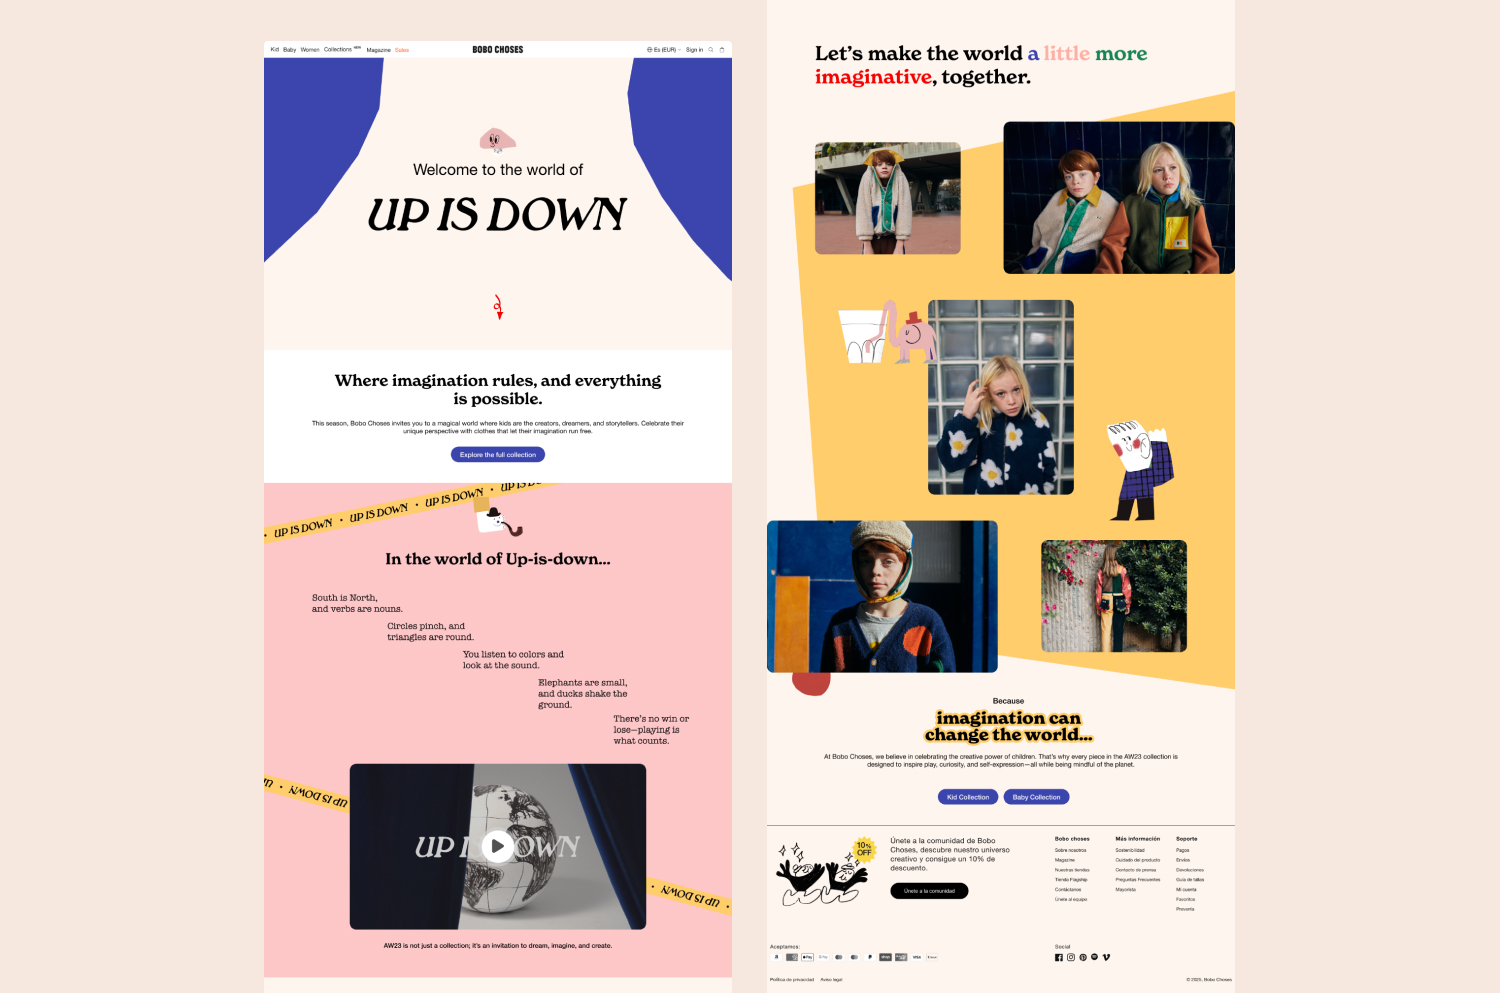 Kid Baby Women Collections NEW Magazine Sales
BOBO CHOSES
Es (EUR) Sign in
Welcome to the world of
UP IS DOWN
Where imagination rules, and everything
is possible.
This season, Bobo Choses invites you to a magical world where kids are the creators, dreamers, and storytellers. Celebrate their
unique perspective with clothes that let their imagination run free.
Explore the full collection
UP IS DOWN • UP IS DOWN • UP IS DOWN • UP IS DOWN
In the world of Up-is-down...
South is North,
and verbs are nouns.
Circles pinch, and
triangles are round.
You listen to colors and
look at the sound.
Elephants are small,
and ducks shake the
ground.
There's no win or
lose—playing is
what counts.
UP IS DOWN
UP IS DOWN
UP IS DOWN
AW23 is not just a collection; it's an invitation to dream, imagine, and create.
Let's make the world a little more
imaginative, together.
Because
imagination can
change the world...
At Bobo Choses, we believe in celebrating the creative power of children. That's why every piece in the AW23 collection is
designed to inspire play, curiosity, and self-expression—all while being mindful of the planet.
Kid Collection
Baby Collection
10%
OFF
Únete a la comunidad de Bobo
Choses, descubre nuestro universo
creativo y consigue un 10% de
descuento.
Únete a la comunidad
Bobo choses
Sobre nosotros
Magazine
Nuestras tiendas
Tienda Flagship
Contáctanos
Únete al equipo
Más información
Sostenibilidad
Cuidado del producto
Contacto de prensa
Preguntas Frecuentes
Mayorista
Soporte
Pagos
Envíos
Devoluciones
Guía de tallas
Mi cuenta
Favoritos
Preventa
Aceptamos:
Social
Política de privacidad Aviso legal
© 2025. Bobo Choses